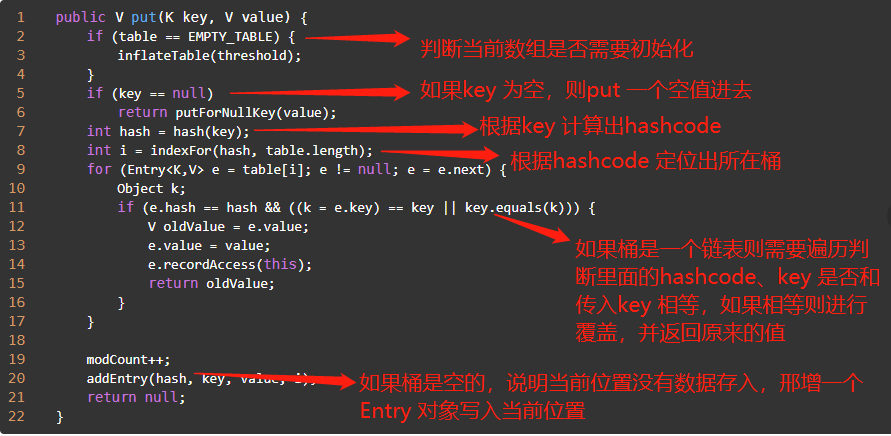 1 public V put(K key, V value) {
2 if (table == EMPTY_TABLE) {
3 inflateTable(threshold);
判断当前数组是否需要初始化
4 }
5 if (key == null)
如果key 为空，则put 一个空值进去
6 return putForNullKey(value);
7 int hash = hash(key);
根据key 计算出hashcode
8 int i = indexFor(hash, table.length);
根据hashcode 定位出所在桶
9 for (Entry<K,V> e = table[i]; e != null; e = e.next) {
10 Object k;
11 if (e.hash == hash && ((k = e.key) == key || key.equals(k))) {
12 V oldValue = e.value;
13 e.value = value;
14 e.recordAccess(this);
15 return oldValue;
16 }
17 }
如果桶是一个链表则需要遍历判
断里面的hashcode、key 是否和
传入key 相等，如果相等则进行
覆盖，并返回原来的值
18
19 modCount++;
20 addEntry(hash, key, value, i);
如果桶是空的，说明当前位置没有数据存入，邢增一个
Entry 对象写入当前位置
21 return null;
22 }